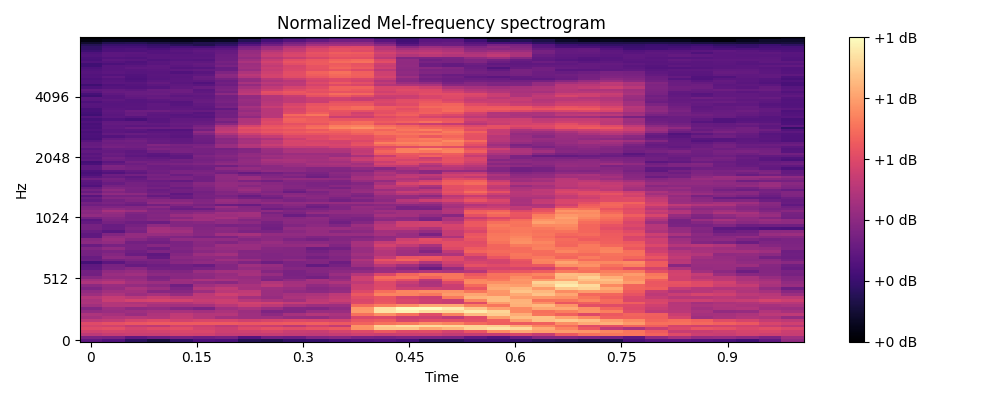 Normalized Mel-frequency spectrogram
Hz
4096
2048
1024
512
0
0 0.15 0.3 0.45 0.6 0.75 0.9
Time
+1 dB
+1 dB
+1 dB
+0 dB
+0 dB
+0 dB